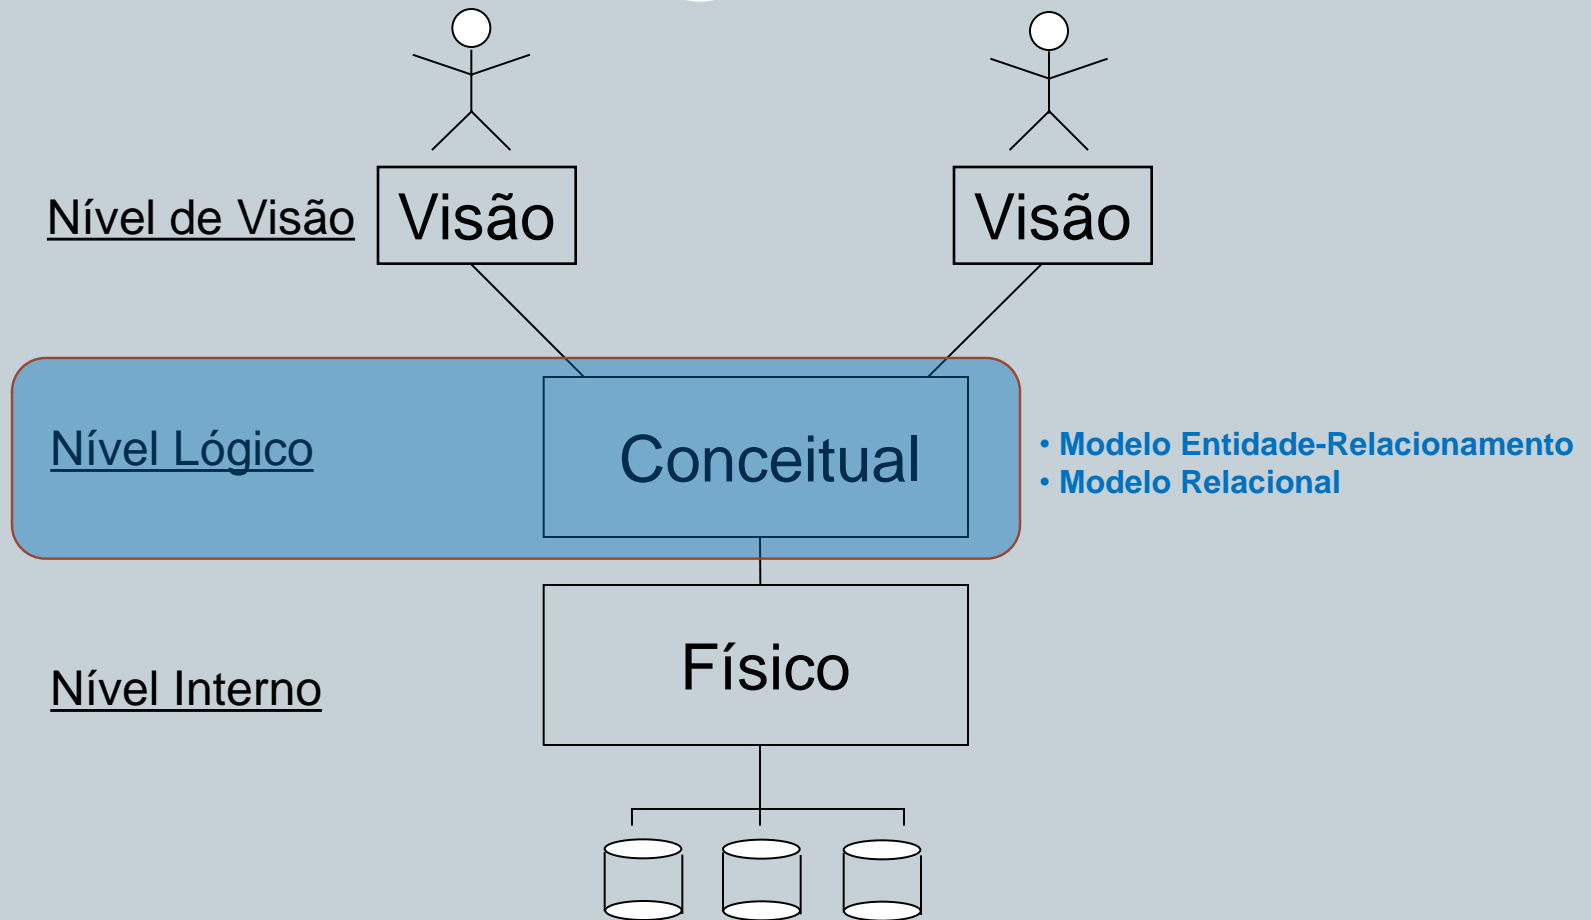 Nível de Visão
Visão
Visão
Nível Lógico
Conceitual
• Modelo Entidade-Relacionamento
• Modelo Relacional
Nível Interno
Físico